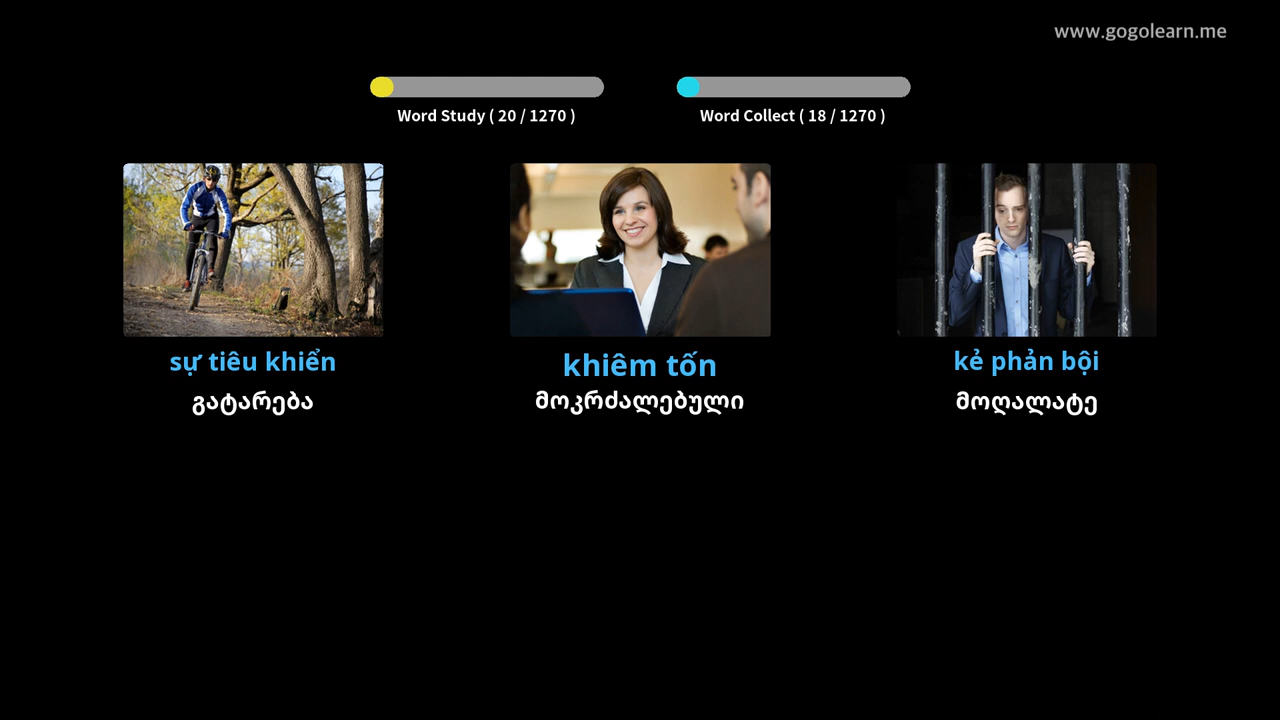 www.gogolearn.me
Word Study ( 20 / 1270 )
Word Collect ( 18 / 1270 )
sự tiêu khiển
გატარება
khiêm tốn
მოკრძალებული
kẻ phản bội
მოღალატე